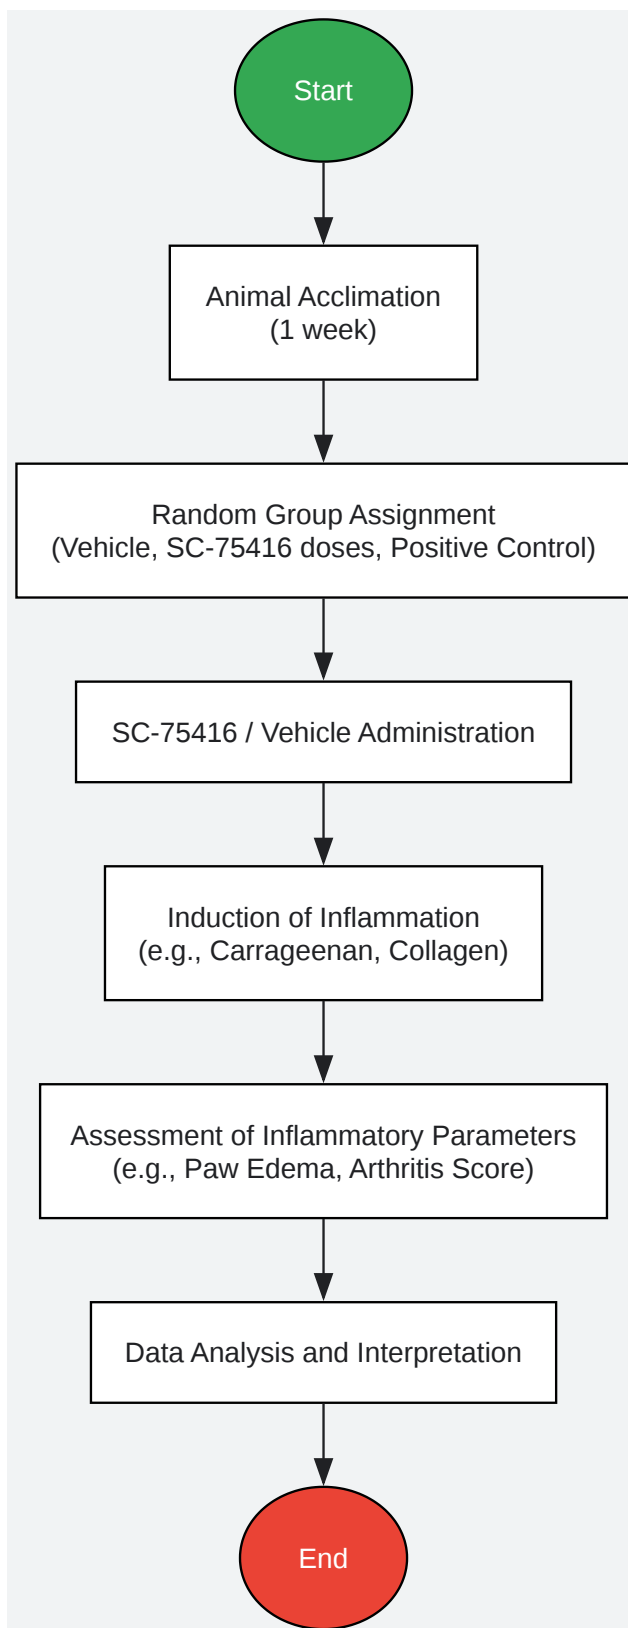 Start
Animal Acclimation
(1 week)
Random Group Assignment
(Vehicle, SC-75416 doses, Positive Control)
SC-75416 / Vehicle Administration
Induction of Inflammation
(e.g., Carrageenan, Collagen)
Assessment of Inflammatory Parameters
(e.g., Paw Edema, Arthritis Score)
Data Analysis and Interpretation
End